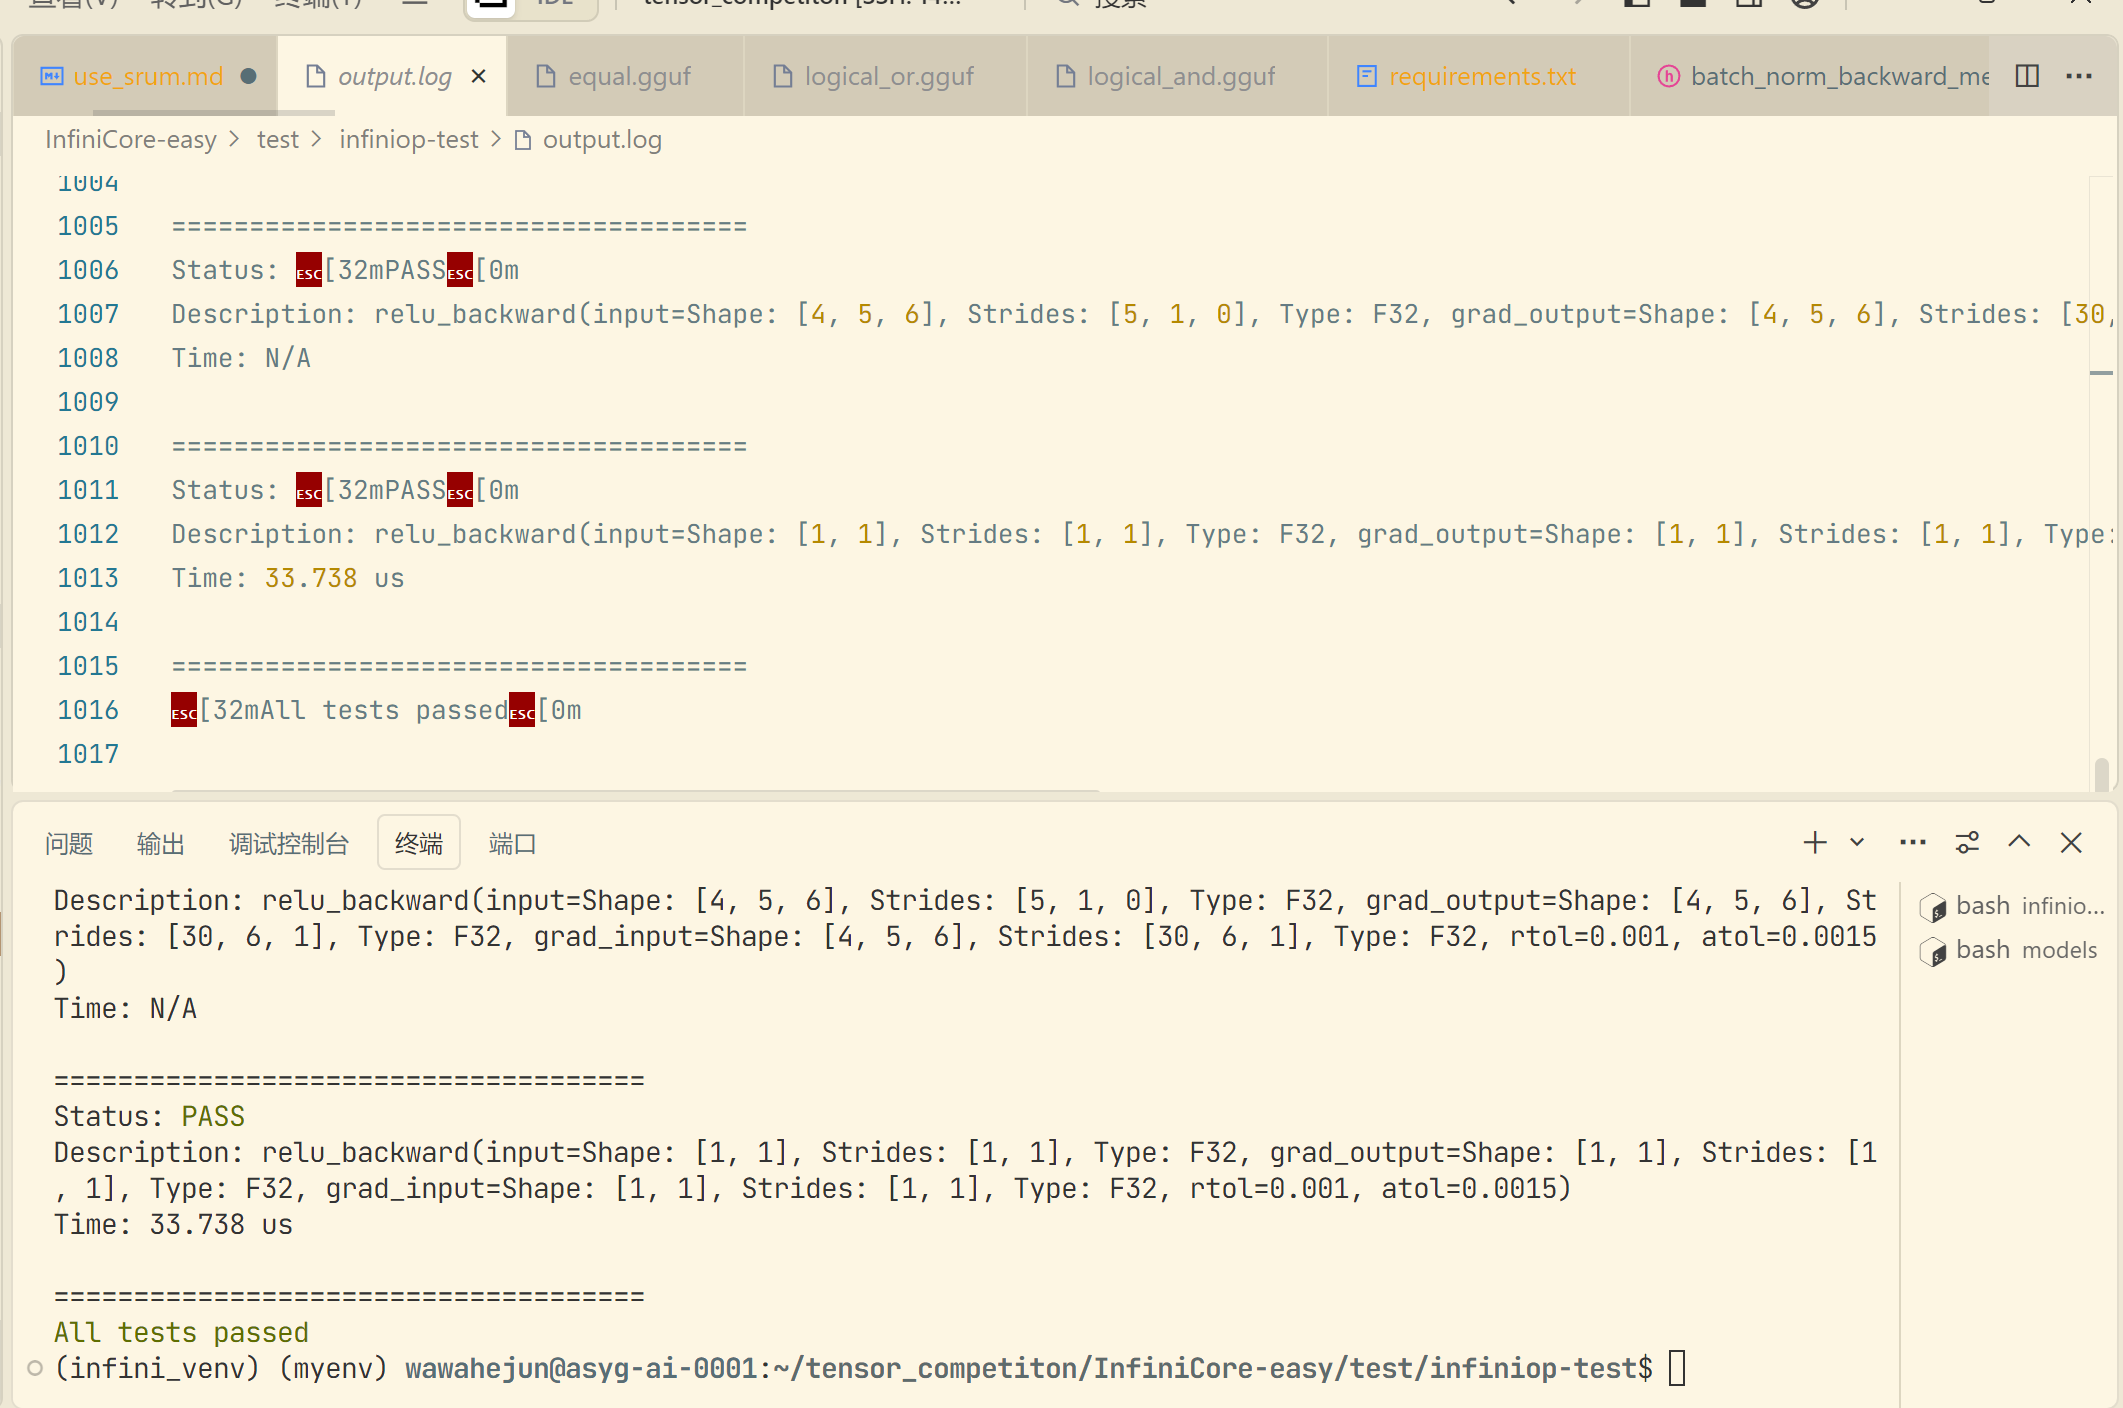 查看(V) 转到(G) 终端(T) IDE tensor_competiton [SSH: 搜索
use_srum.md output.log equal.gguf logical_or.gguf logical_and.gguf requirements.txt batch_norm_backward_me
InfiniCore-easy > test > infiniop-test > output.log
1004
1005 =====================================
1006 Status: ESC[32mPASSESC[0m
1007 Description: relu_backward(input=Shape: [4, 5, 6], Strides: [5, 1, 0], Type: F32, grad_output=Shape: [4, 5, 6], Strides: [30,
1008 Time: N/A
1009
1010 =====================================
1011 Status: ESC[32mPASSESC[0m
1012 Description: relu_backward(input=Shape: [1, 1], Strides: [1, 1], Type: F32, grad_output=Shape: [1, 1], Strides: [1, 1], Type:
1013 Time: 33.738 us
1014
1015 =====================================
1016 ESC[32mAll tests passedESC[0m
1017
问题 输出 调试控制台 终端 端口
Description: relu_backward(input=Shape: [4, 5, 6], Strides: [5, 1, 0], Type: F32, grad_output=Shape: [4, 5, 6], St
rides: [30, 6, 1], Type: F32, grad_input=Shape: [4, 5, 6], Strides: [30, 6, 1], Type: F32, rtol=0.001, atol=0.0015
)
Time: N/A
=====================================
Status: PASS
Description: relu_backward(input=Shape: [1, 1], Strides: [1, 1], Type: F32, grad_output=Shape: [1, 1], Strides: [1
, 1], Type: F32, grad_input=Shape: [1, 1], Strides: [1, 1], Type: F32, rtol=0.001, atol=0.0015)
Time: 33.738 us
=====================================
All tests passed
(infini_venv) (myenv) wawahejun@asyg-ai-0001:~/tensor_competiton/InfiniCore-easy/test/infiniop-test$
bash infinio...
bash models